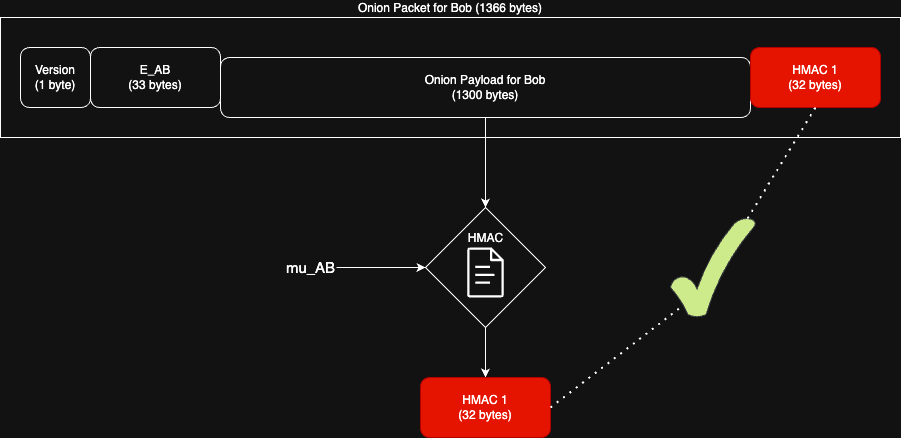 Onion Packet for Bob (1366 bytes)
Version
(1 byte)
E_AB
(33 bytes)
Onion Payload for Bob
(1300 bytes)
HMAC 1
(32 bytes)
HMAC
mu_AB
HMAC 1
(32 bytes)